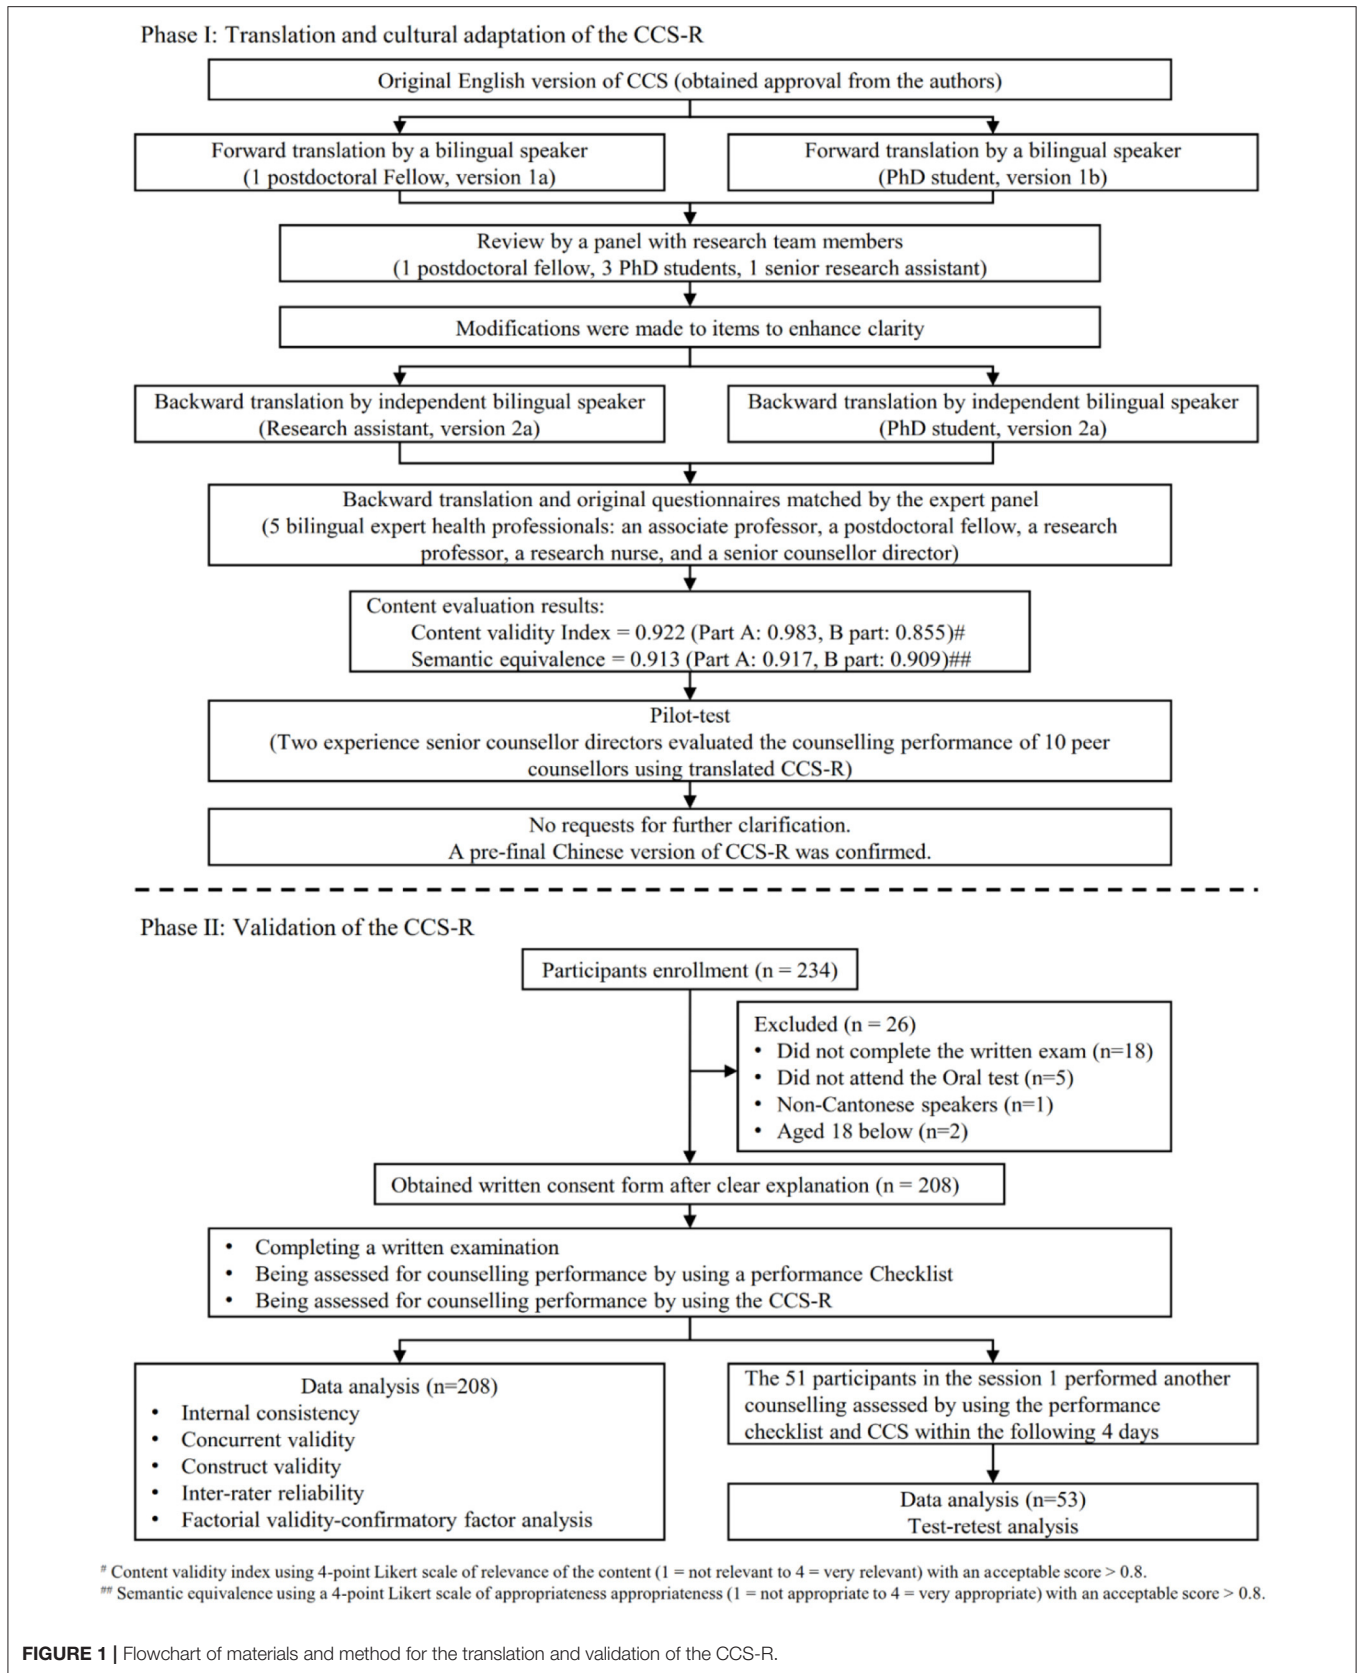 Phase I: Translation and cultural adaptation of the CCS-R
Original English version of CCS (obtained approval from the authors)
Forward translation by a bilingual speaker
(1 postdoctoral Fellow, version 1a)
Forward translation by a bilingual speaker
(PhD student, version 1b)
Review by a panel with research team members
(1 postdoctoral fellow, 3 PhD students, 1 senior research assistant)
Modifications were made to items to enhance clarity
Backward translation by independent bilingual speaker
(Research assistant, version 2a)
Backward translation by independent bilingual speaker
(PhD student, version 2a)
Backward translation and original questionnaires matched by the expert panel
(5 bilingual expert health professionals: an associate professor, a postdoctoral fellow, a research
professor, a research nurse, and a senior counsellor director)
Content evaluation results:
Content validity Index = 0.922 (Part A: 0.983, B part: 0.855)#
Semantic equivalence = 0.913 (Part A: 0.917, B part: 0.909)##
Pilot-test
(Two experience senior counsellor directors evaluated the counselling performance of 10 peer
counsellors using translated CCS-R)
No requests for further clarification.
A pre-final Chinese version of CCS-R was confirmed.
Phase II: Validation of the CCS-R
Participants enrollment (n = 234)
Excluded (n = 26)
• Did not complete the written exam (n=18)
• Did not attend the Oral test (n=5)
• Non-Cantonese speakers (n=1)
• Aged 18 below (n=2)
Obtained written consent form after clear explanation (n = 208)
• Completing a written examination
• Being assessed for counselling performance by using a performance Checklist
• Being assessed for counselling performance by using the CCS-R
Data analysis (n=208)
• Internal consistency
• Concurrent validity
• Construct validity
• Inter-rater reliability
• Factorial validity-confirmatory factor analysis
The 51 participants in the session 1 performed another
counselling assessed by using the performance
checklist and CCS within the following 4 days
Data analysis (n=53)
Test-retest analysis
# Content validity index using 4-point Likert scale of relevance of the content (1 = not relevant to 4 = very relevant) with an acceptable score > 0.8.
## Semantic equivalence using a 4-point Likert scale of appropriateness appropriateness (1 = not appropriate to 4 = very appropriate) with an acceptable score > 0.8.
FIGURE 1 | Flowchart of materials and method for the translation and validation of the CCS-R.